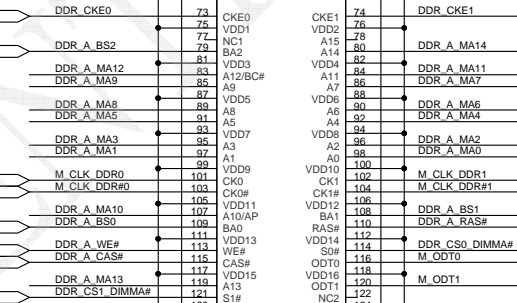 DDR_CKE0 73 CKE0 CKE1 74 DDR_CKE1
75 VDD1 VDD2 76
77 NC1 A15 78
DDR_A_BS2 79 BA2 A14 80 DDR_A_MA14
81 VDD3 VDD4 82
DDR_A_MA12 83 A12/BC# A11 84 DDR_A_MA11
DDR_A_MA9 85 A9 A7 86 DDR_A_MA7
87 VDD5 VDD6 88
DDR_A_MA8 89 A8 A6 90 DDR_A_MA6
DDR_A_MA5 91 A5 A4 92 DDR_A_MA4
93 VDD7 VDD8 94
DDR_A_MA3 95 A3 A2 96 DDR_A_MA2
DDR_A_MA1 97 A1 A0 98 DDR_A_MA0
99 VDD9 VDD10 100
M_CLK_DDR0 101 CK0 CK1 102 M_CLK_DDR1
M_CLK_DDR#0 103 CK0# CK1# 104 M_CLK_DDR#1
105 VDD11 VDD12 106
DDR_A_MA10 107 A10/AP BA1 108 DDR_A_BS1
DDR_A_BS0 109 BA0 RAS# 110 DDR_A_RAS#
111 VDD13 VDD14 112
DDR_A_WE# 113 WE# S0# 114 DDR_CS0_DIMMA#
DDR_A_CAS# 115 CAS# ODT0 116 M_ODT0
117 VDD15 VDD16 118
DDR_A_MA13 119 A13 ODT1 120 M_ODT1
DDR_CS1_DIMMA# 121 S1# NC2 122